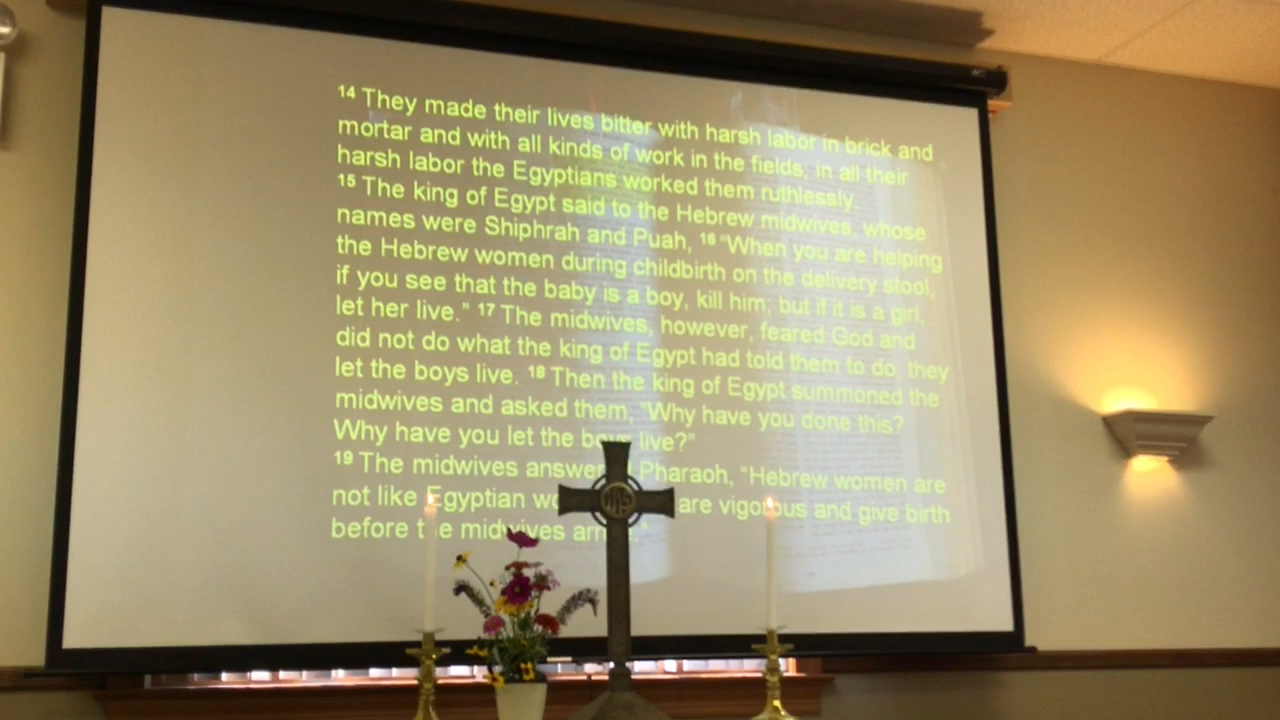 14 They made their lives bitter with harsh labor in brick and
mortar and with all kinds of work in the fields; in all their
harsh labor the Egyptians worked them ruthlessly.
15 The king of Egypt said to the Hebrew midwives, whose
names were Shiphrah and Puah, 16 "When you are helping
the Hebrew women during childbirth on the delivery stool,
if you see that the baby is a boy, kill him; but if it is a girl,
let her live." 17 The midwives, however, feared God and
did not do what the king of Egypt had told them to do; they
let the boys live. 18 Then the king of Egypt summoned the
midwives and asked them, "Why have you done this?
Why have you let the boys live?"
19 The midwives answered Pharaoh, "Hebrew women are
not like Egyptian are vigorous and give birth
before the midwives
IHS